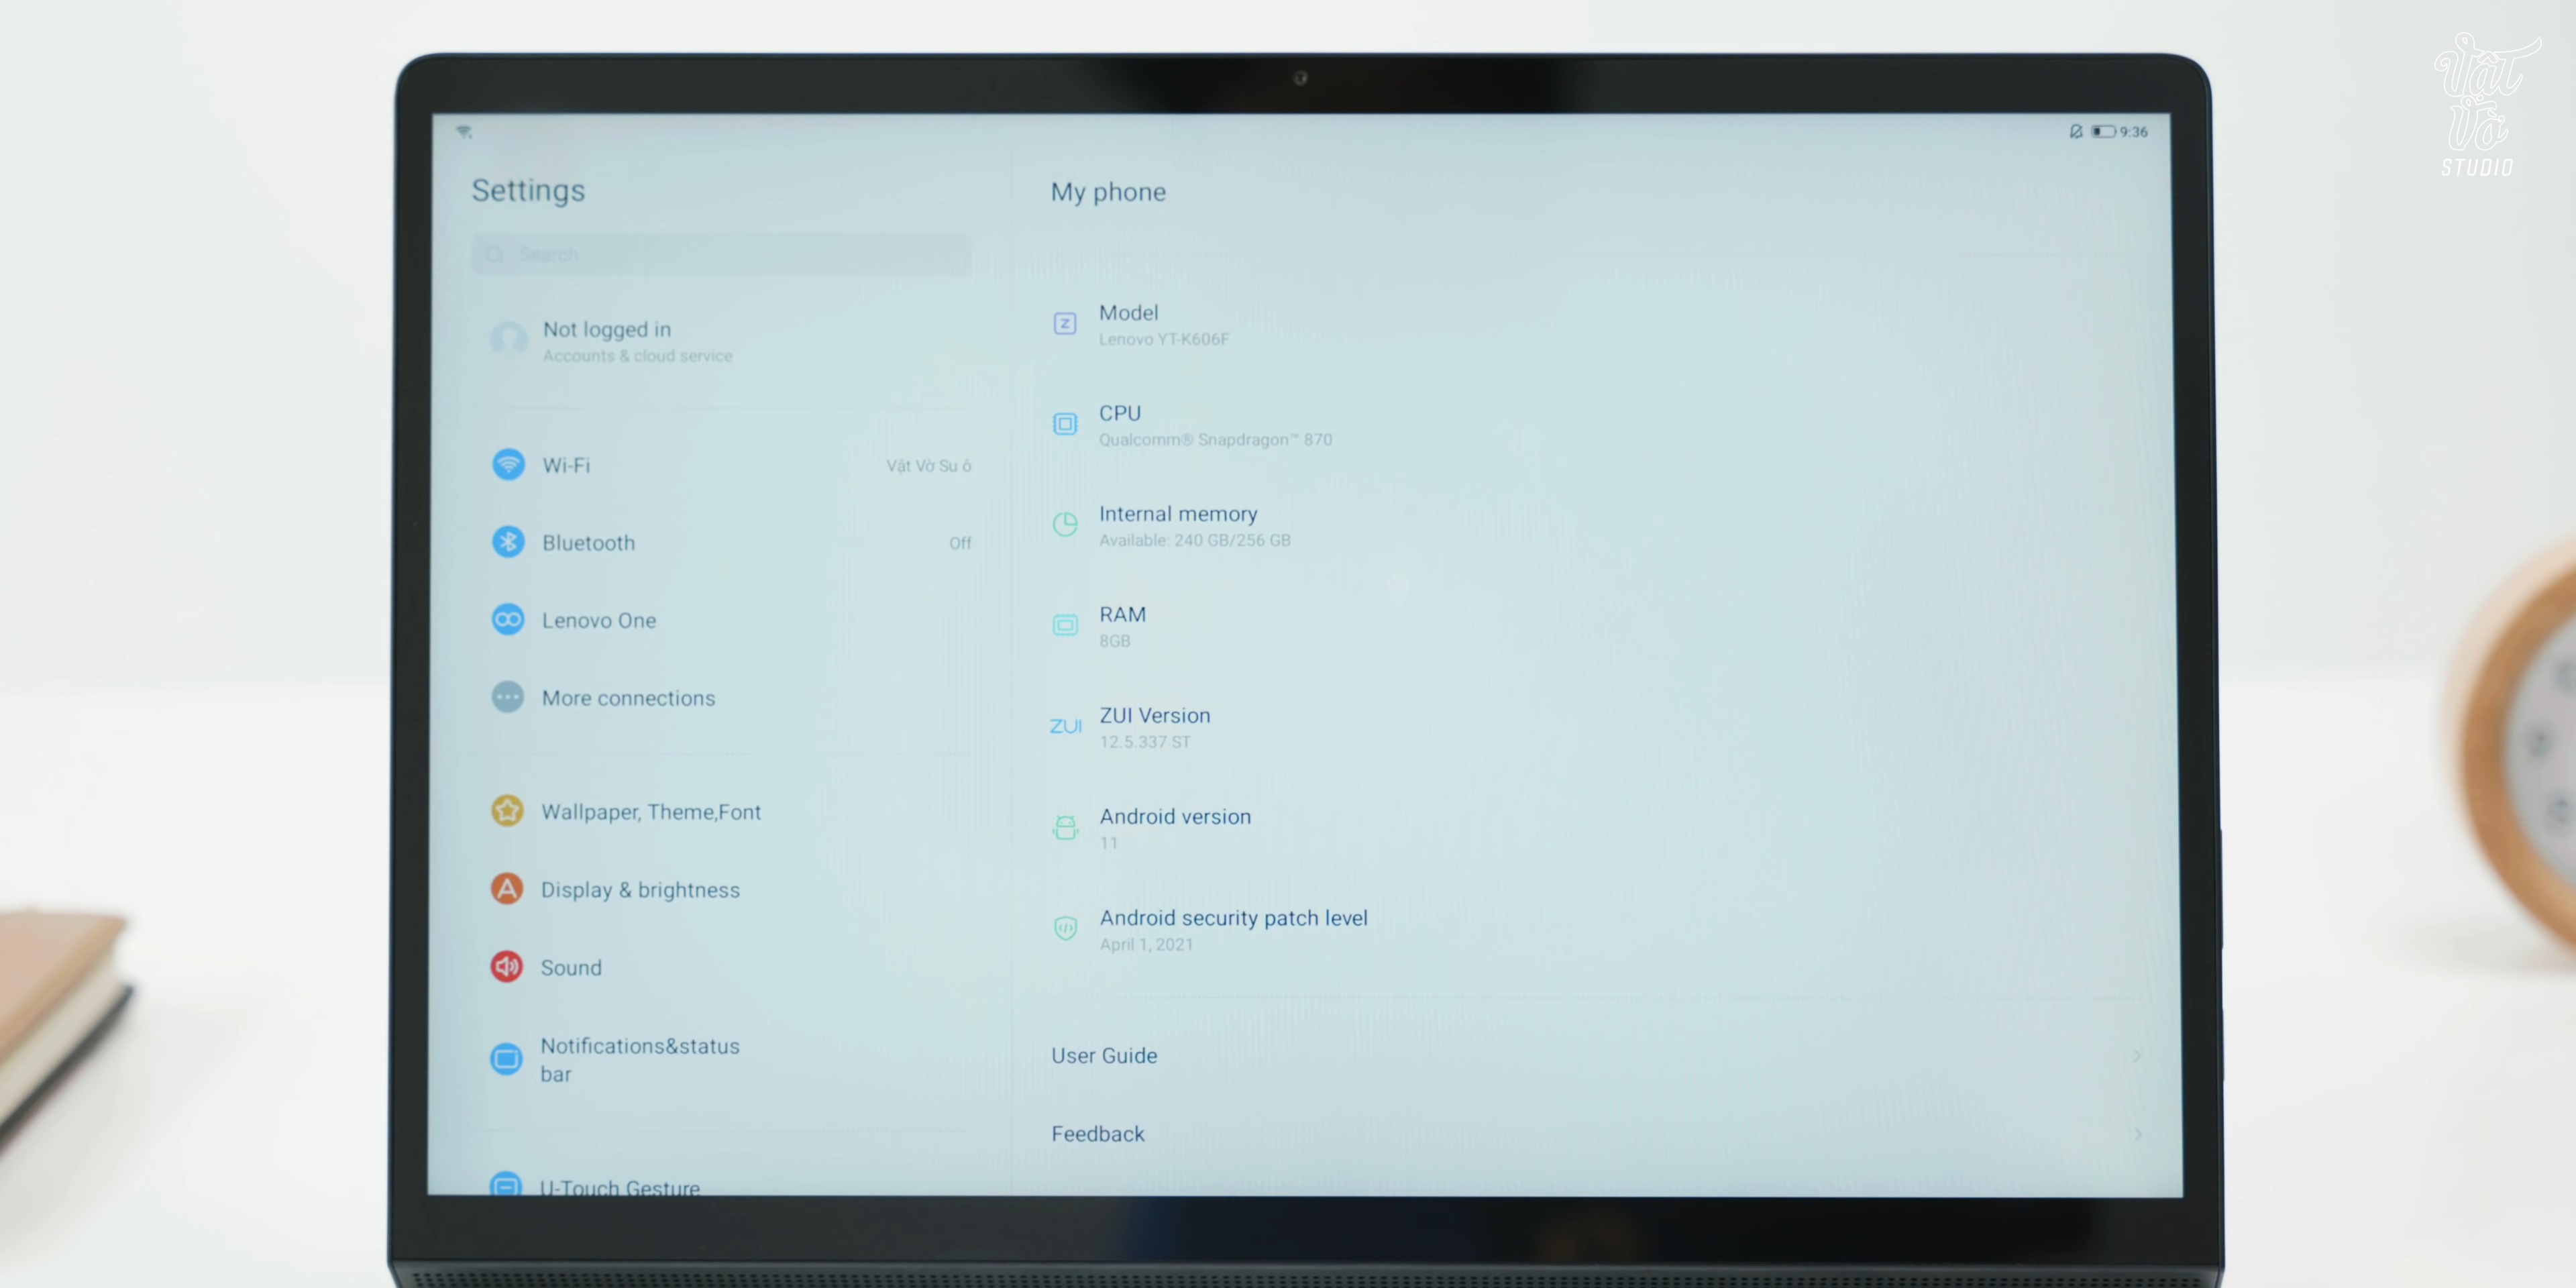 9:36
Settings
Search
Not logged in
Accounts & cloud service
Wi-Fi
Vật Vờ Su ô
Bluetooth
Off
Lenovo One
More connections
Wallpaper, Theme,Font
Display & brightness
Sound
Notifications&status
bar
U-Touch Gesture
My phone
Model
Lenovo YT-K606F
CPU
Qualcomm® Snapdragon™ 870
Internal memory
Available: 240 GB/256 GB
RAM
8GB
ZUI
ZUI Version
12.5.337 ST
Android version
11
Android security patch level
April 1, 2021
User Guide
Feedback
Vật
Vờ
STUDIO